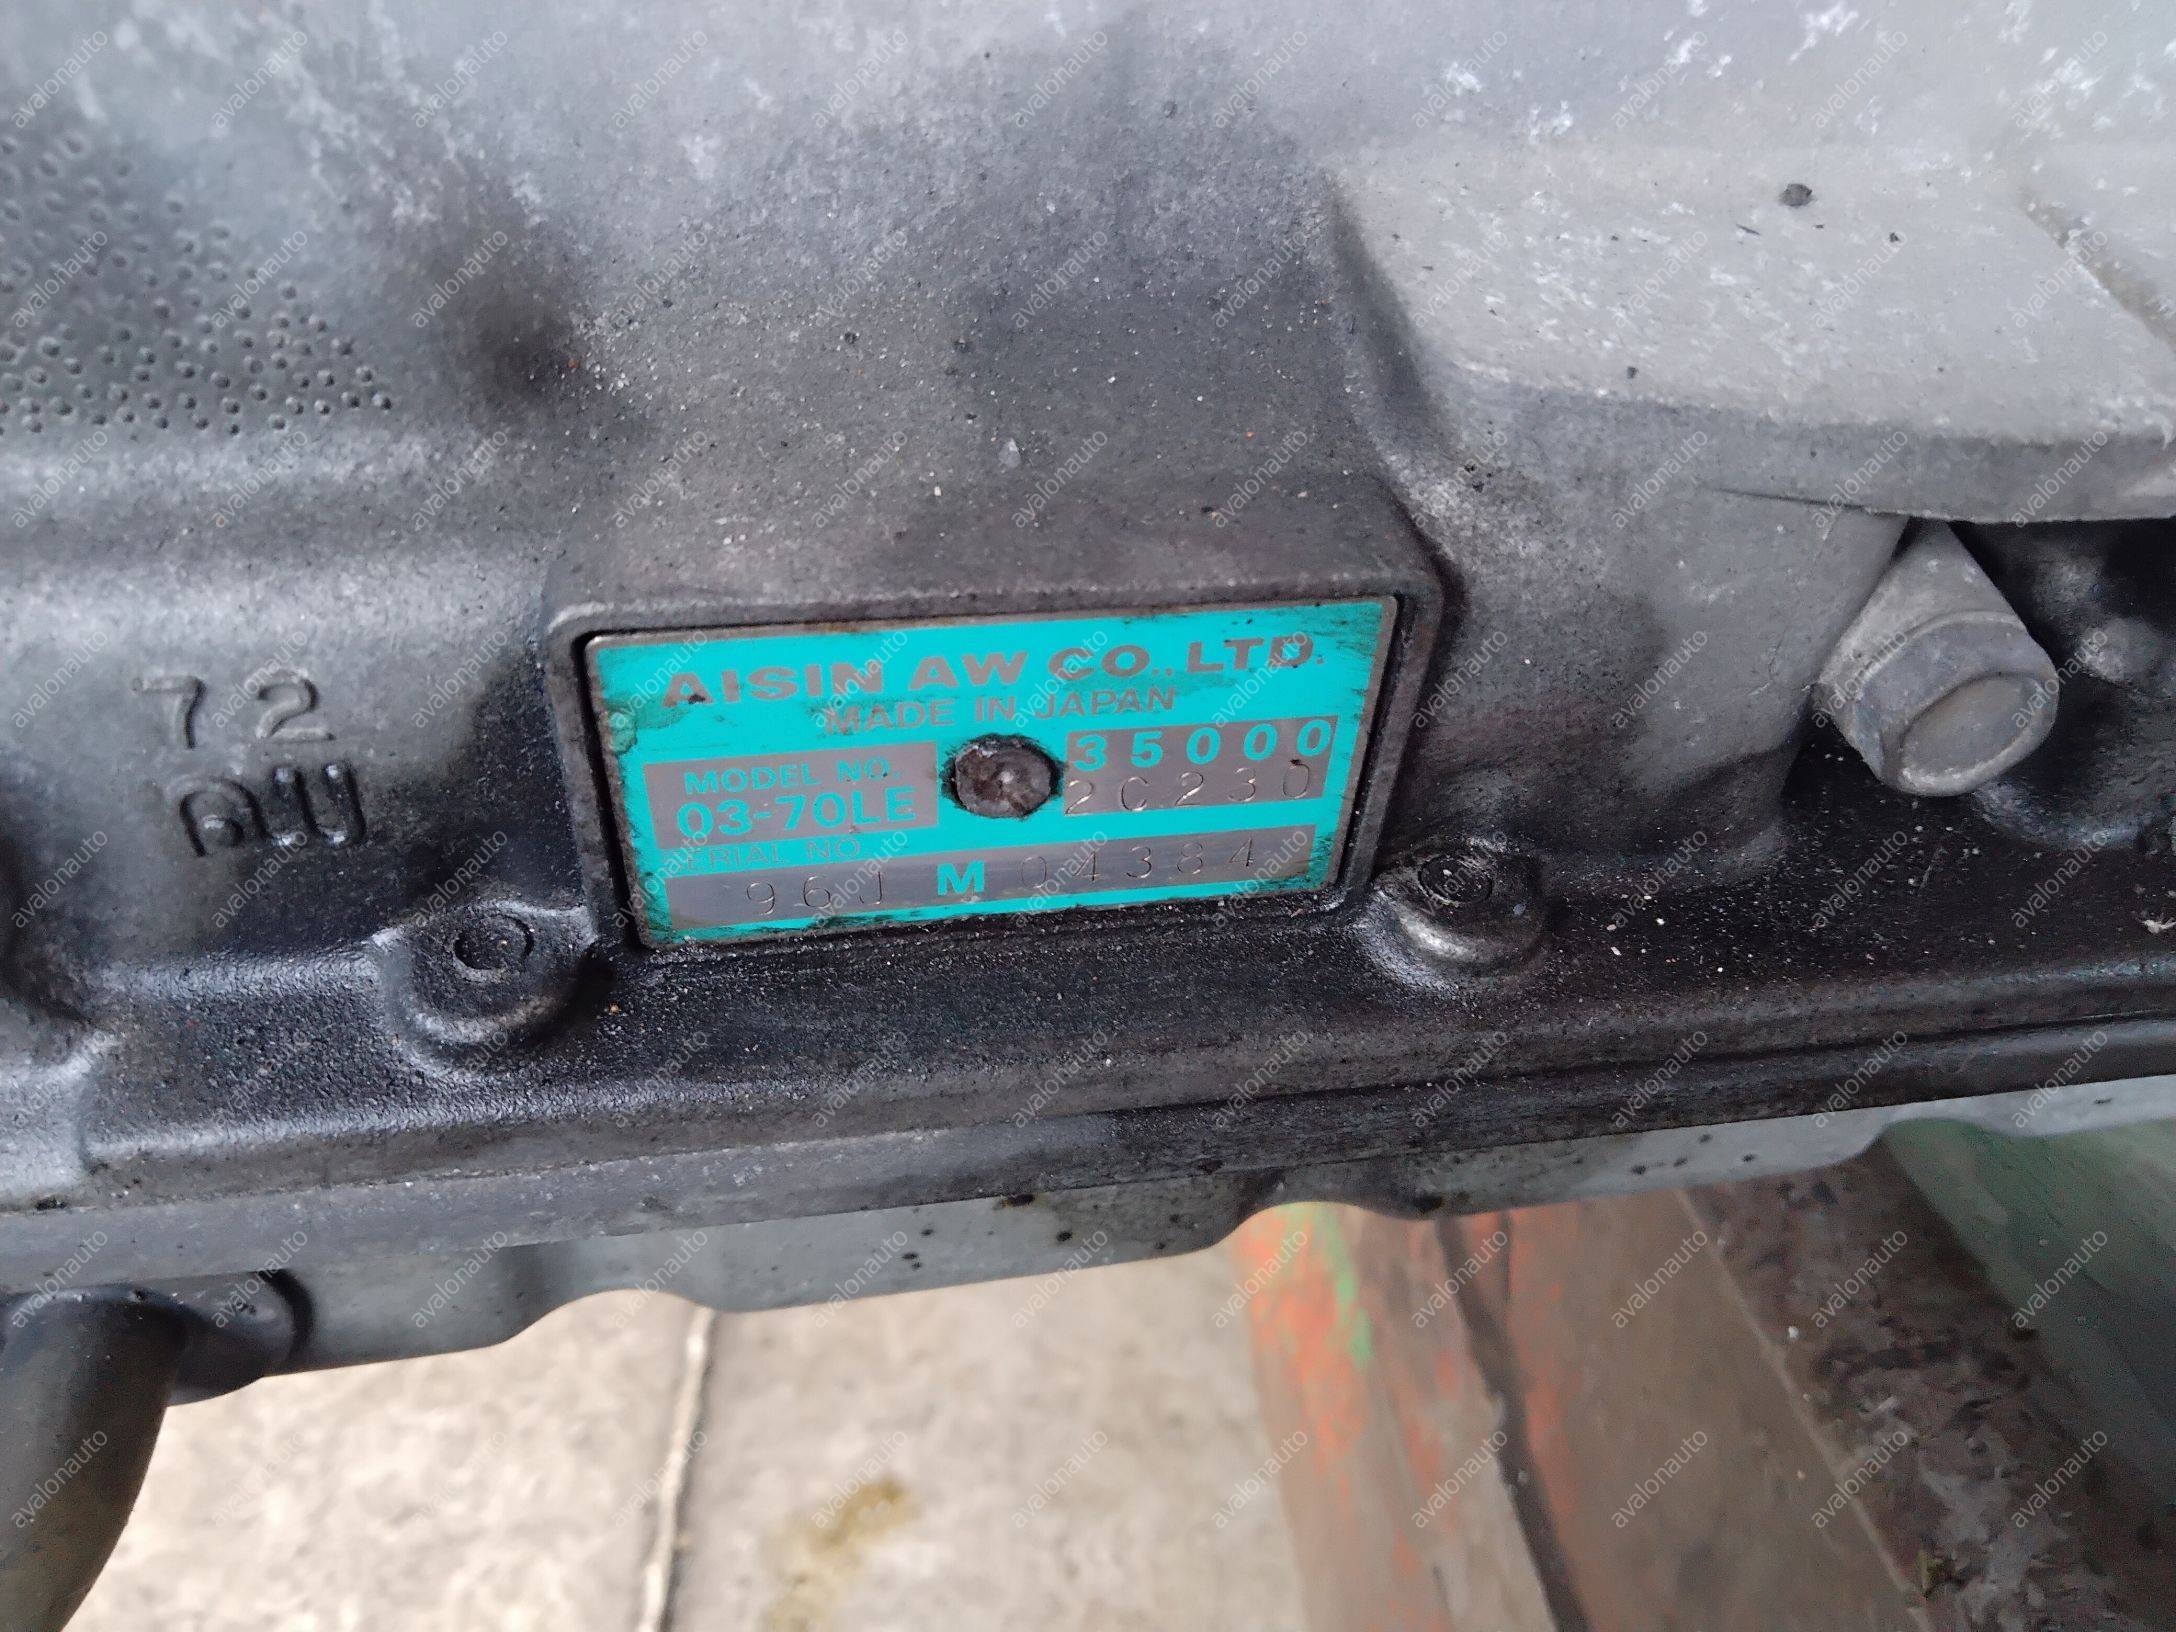 AISIN AW CO., LTD.
MADE IN JAPAN
MODEL NO.
03-70LE
35000
2C230
SERIAL NO.
96J M 04384
72
AW
avalonauto